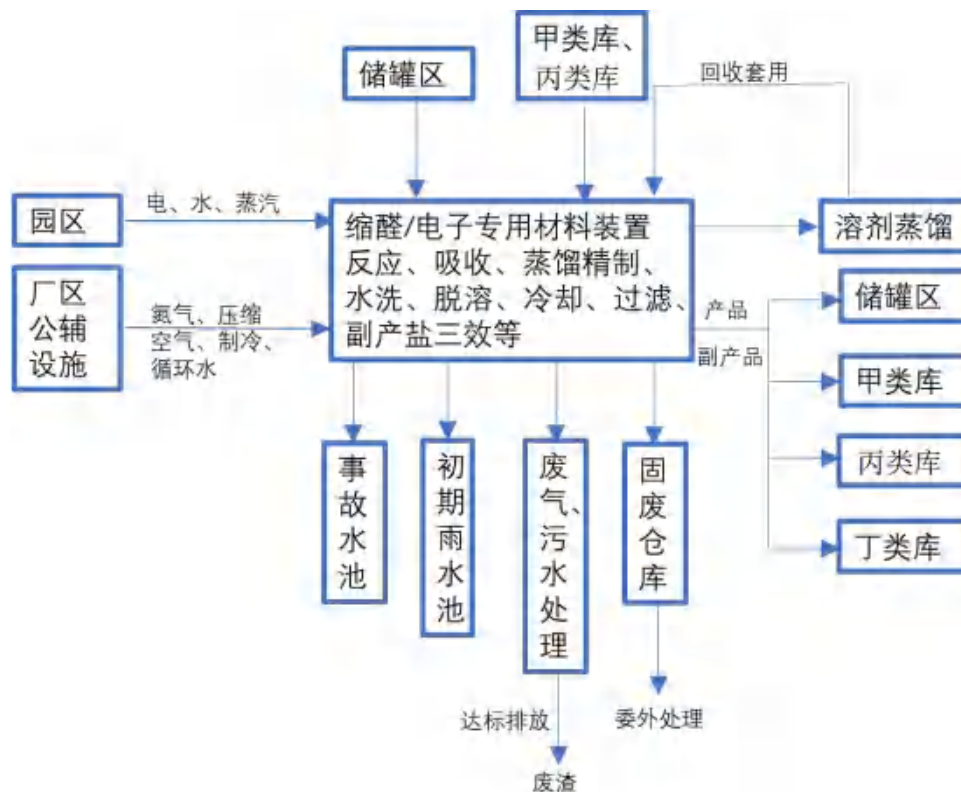 储罐区
甲类库、
丙类库
回收套用
园区
电、水、蒸汽
缩醛/电子专用材料装置
反应、吸收、蒸馏精制、
水洗、脱溶、冷却、过滤、
副产盐三效等
溶剂蒸馏
厂区
公辅
设施
氮气、压缩
空气、制冷、
循环水
产品
副产品
储罐区
甲类库
丙类库
丁类库
事故水池
初期雨水池
废气、污水处理
固废仓库
达标排放
委外处理
废渣